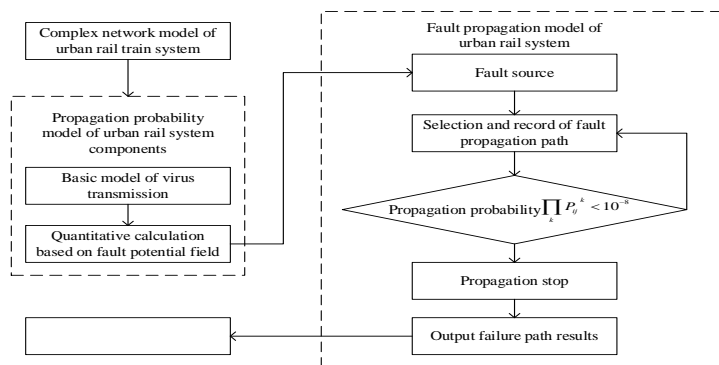 Complex network model of
urban rail train system
Propagation probability
model of urban rail system
components
Basic model of virus
transmission
Quantitative calculation
based on fault potential field
Fault propagation model of
urban rail system
Fault source
Selection and record of fault
propagation path
Propagation probability ∏ₖ Pᵢⱼᵏ < 10⁻⁸
Propagation stop
Output failure path results